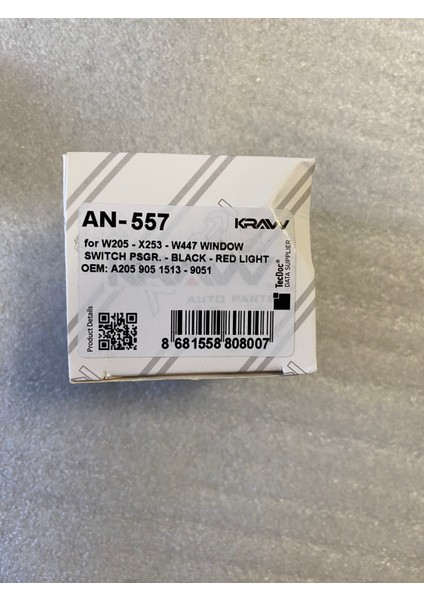 AN-557
KRAW
for W205 - X253 - W447 WINDOW
SWITCH PSGR. - BLACK - RED LIGHT
OEM: A205 905 1513 - 9051
AUTO PARTS
TecDoc®
DATA SUPPLIER
Product Details
8 681558 808007